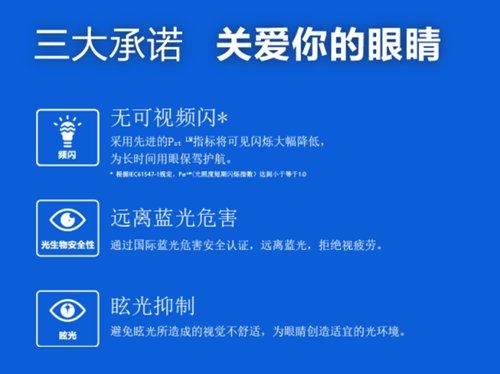 三大承诺 关爱你的眼睛
无可视频闪*
采用先进的Pst ᴸᴹ指标将可见闪烁大幅降低,
为长时间用眼保驾护航。
* 根据IEC61547-1规定，Pstᴸᴹ(光照度短期闪烁指数）达到小于等于1.0
频闪
远离蓝光危害
通过国际蓝光危害安全认证，远离蓝光，拒绝视疲劳。
光生物安全性
眩光抑制
避免眩光所造成的视觉不舒适，为眼睛创造适宜的光环境。
眩光